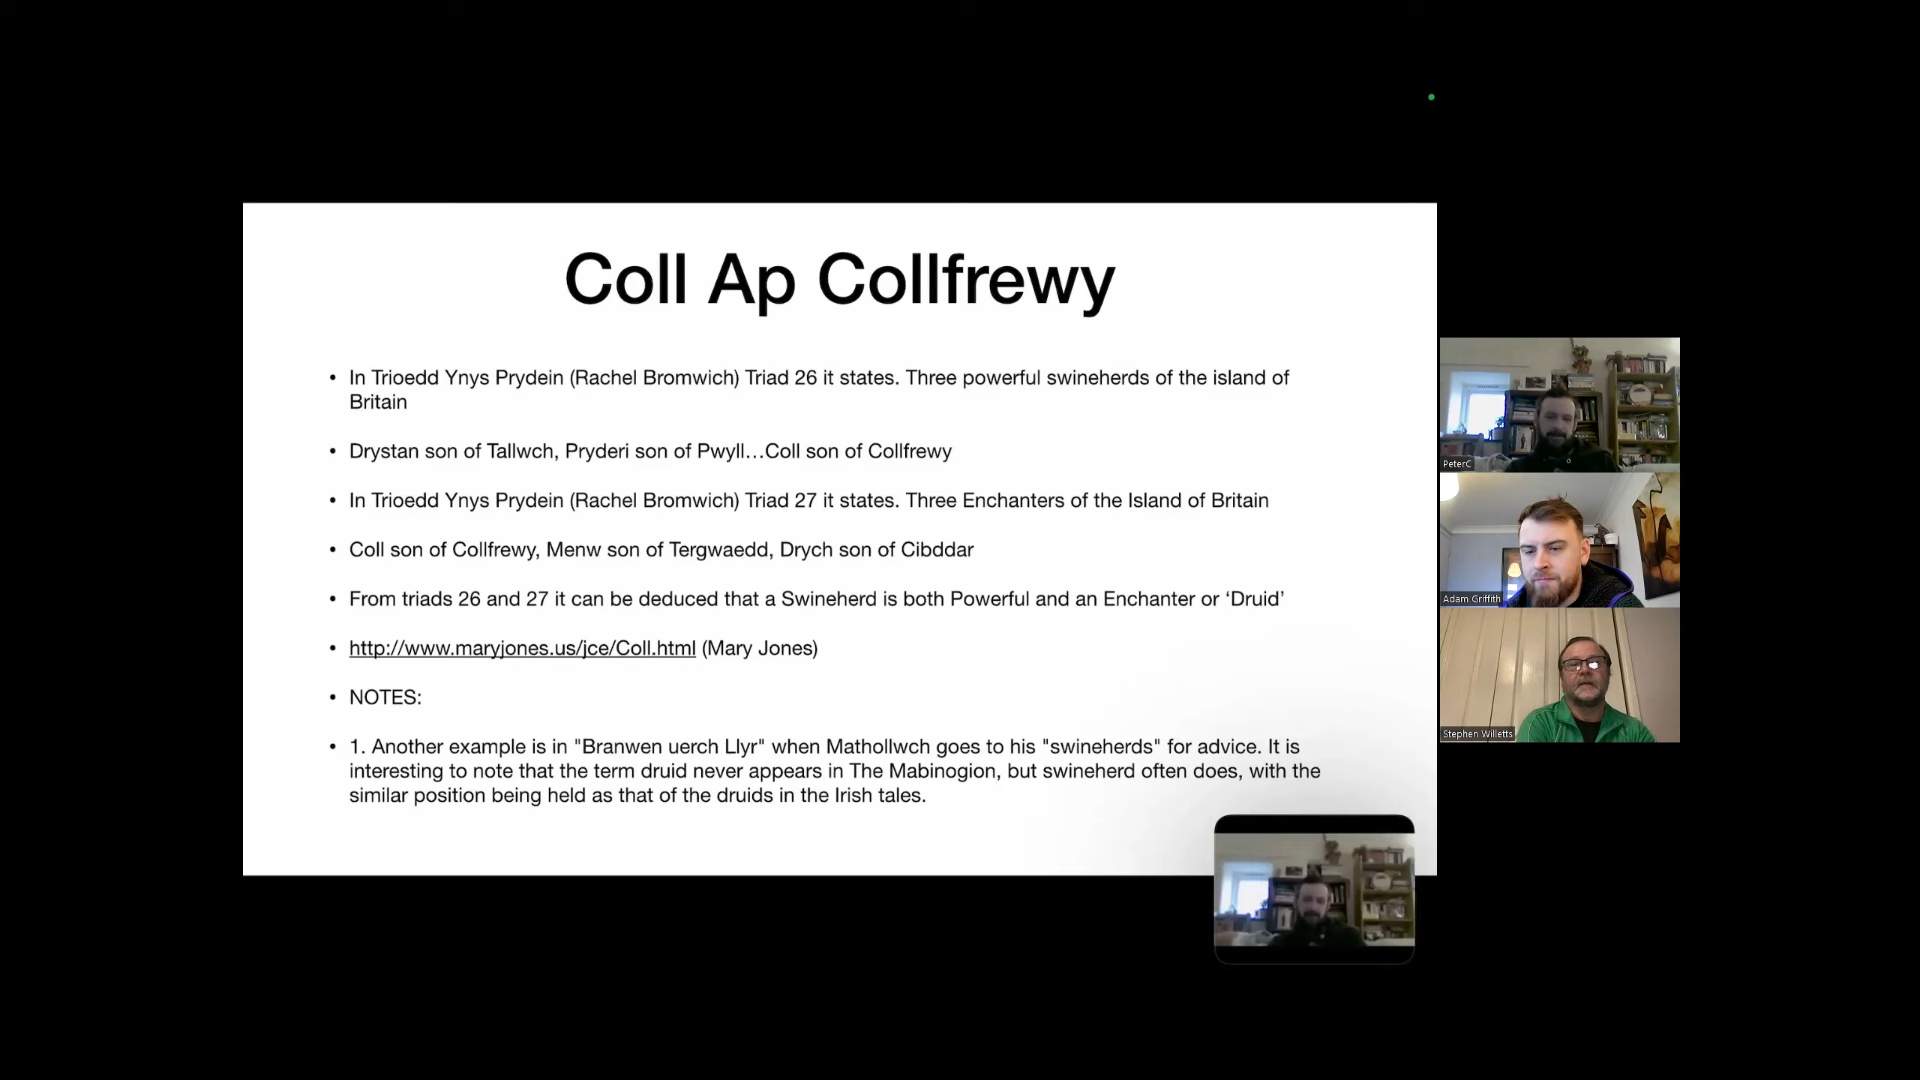 Coll Ap Collfrewy
• In Trioedd Ynys Prydein (Rachel Bromwich) Triad 26 it states. Three powerful swineherds of the island of
Britain
• Drystan son of Tallwch, Pryderi son of Pwyll…Coll son of Collfrewy
• In Trioedd Ynys Prydein (Rachel Bromwich) Triad 27 it states. Three Enchanters of the Island of Britain
• Coll son of Collfrewy, Menw son of Tergwaedd, Drych son of Cibddar
• From triads 26 and 27 it can be deduced that a Swineherd is both Powerful and an Enchanter or ‘Druid’
• http://www.maryjones.us/jce/Coll.html (Mary Jones)
• NOTES:
• 1. Another example is in "Branwen uerch Llyr" when Mathollwch goes to his "swineherds" for advice. It is
interesting to note that the term druid never appears in The Mabinogion, but swineherd often does, with the
similar position being held as that of the druids in the Irish tales.
PeterC
Adam Griffith
Stephen Willetts